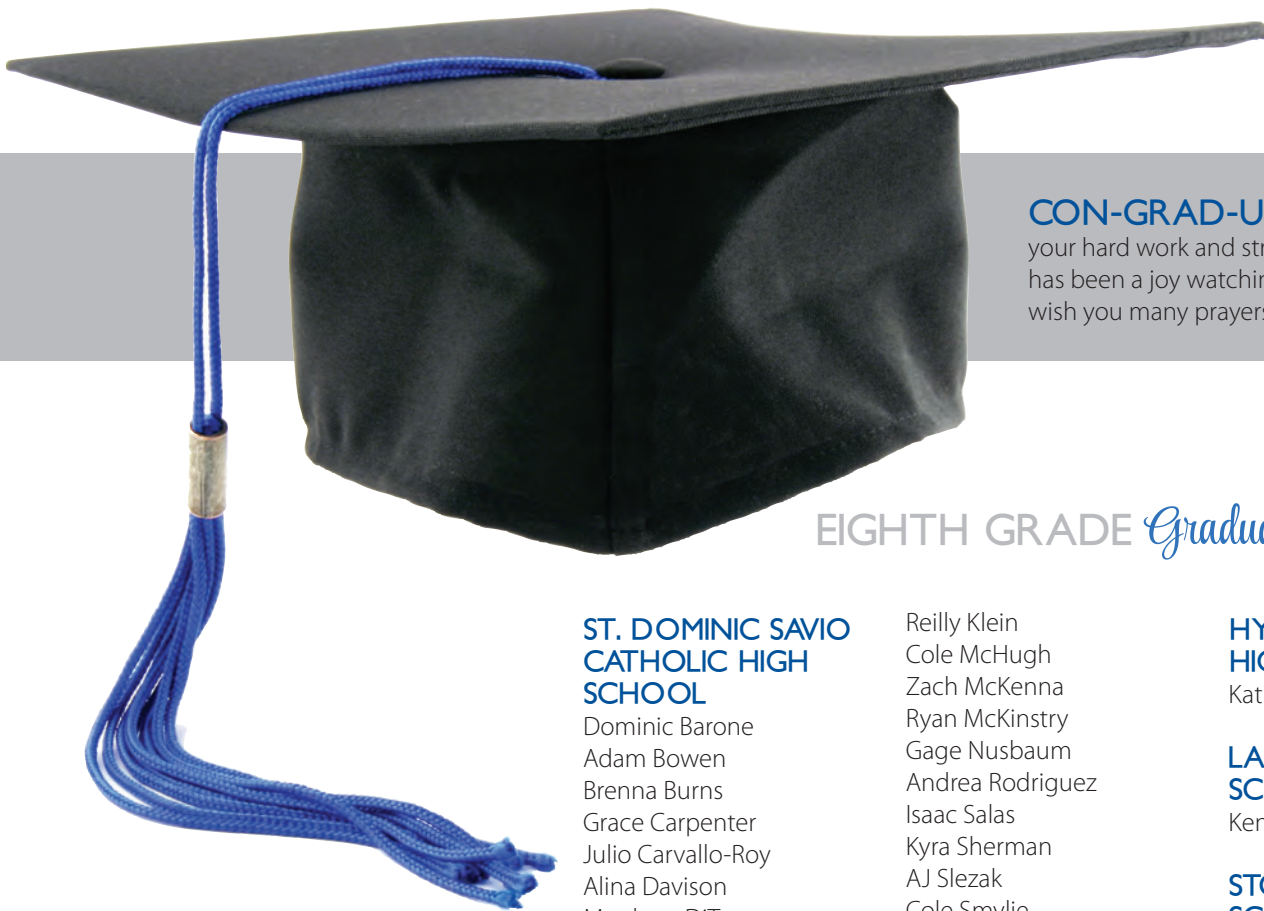 CON-GRAD-U
your hard work and str
has been a joy watchin
wish you many prayers
EIGHTH GRADE Gradu
ST. DOMINIC SAVIO
CATHOLIC HIGH
SCHOOL
Dominic Barone
Adam Bowen
Brenna Burns
Grace Carpenter
Julio Carvallo-Roy
Alina Davison
Reilly Klein
Cole McHugh
Zach McKenna
Ryan McKinstry
Gage Nusbaum
Andrea Rodriguez
Isaac Salas
Kyra Sherman
AJ Slezak
Cole Smylie
HY
HIG
Kat
LA
SC
Ken
STO